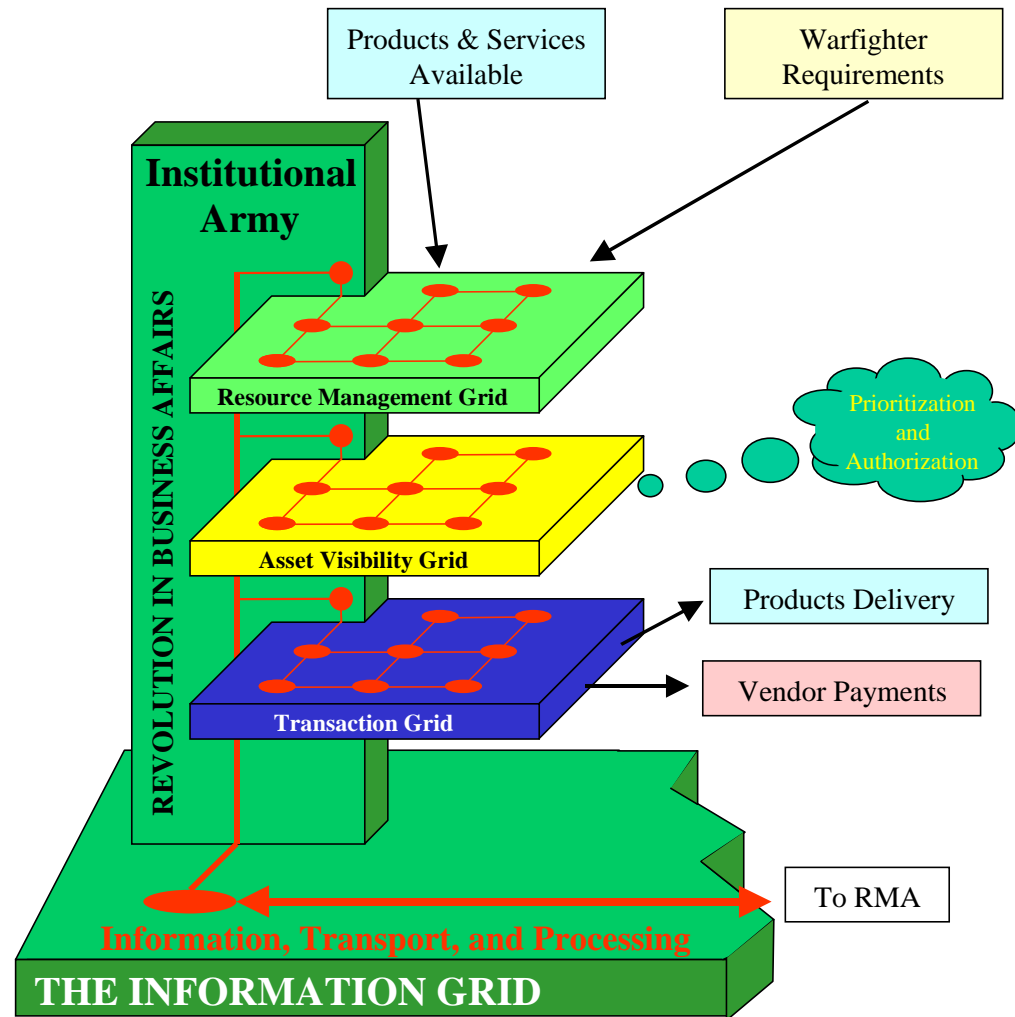 Products & Services
Available
Warfighter
Requirements
Institutional
Army
REVOLUTION IN BUSINESS AFFAIRS
Resource Management Grid
Prioritization
and
Authorization
Asset Visibility Grid
Products Delivery
Vendor Payments
Transaction Grid
To RMA
Information, Transport, and Processing
THE INFORMATION GRID